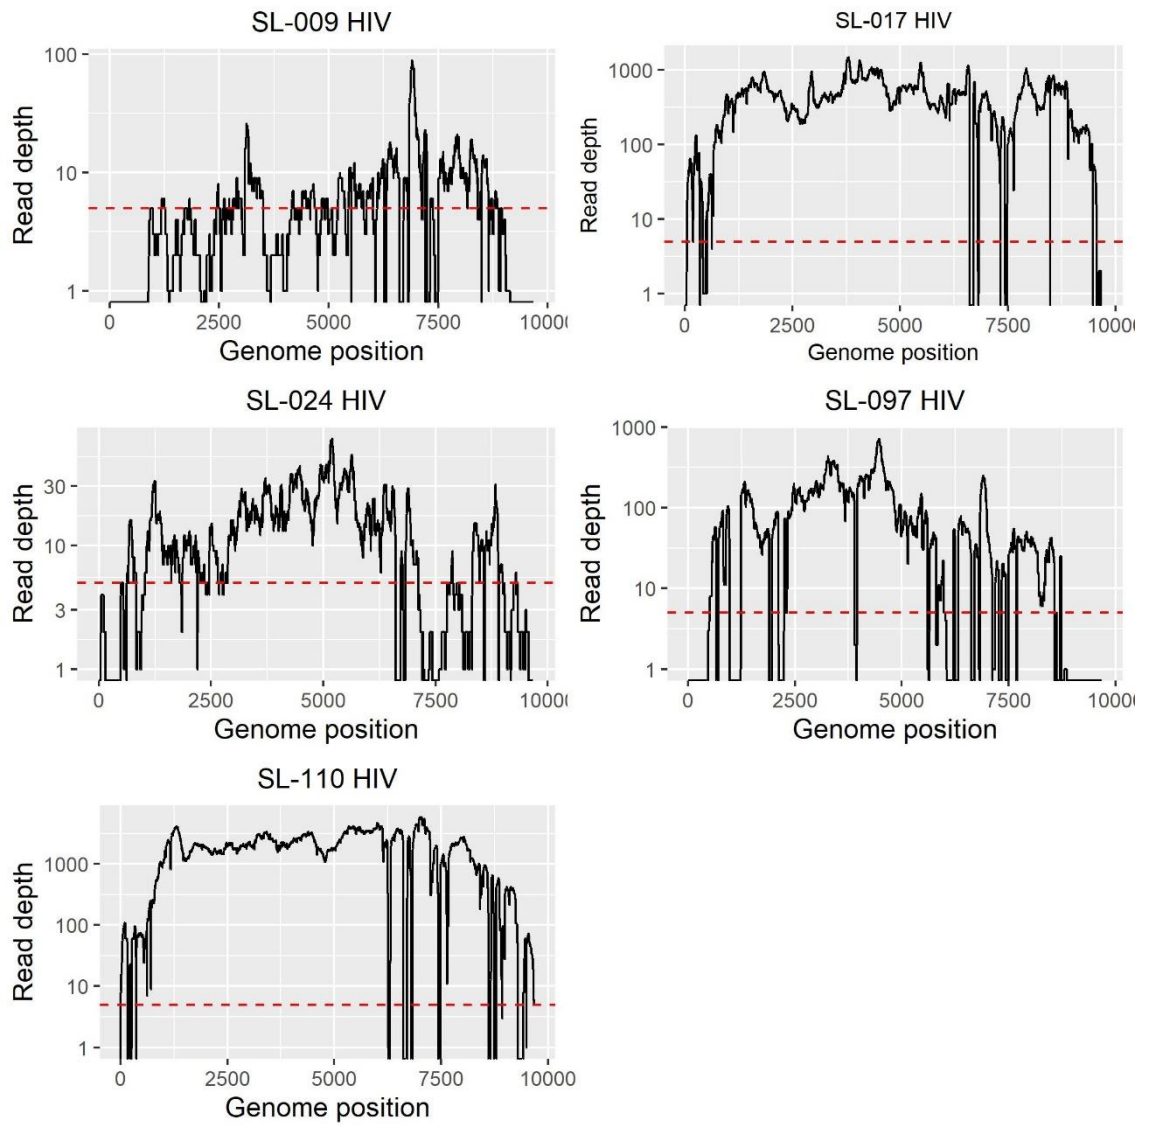 SL-009 HIV
Read depth
100
10
1
0
2500
5000
7500
10000
Genome position
SL-017 HIV
Read depth
1000
100
10
1
0
2500
5000
7500
10000
Genome position
SL-024 HIV
Read depth
30
10
3
1
0
2500
5000
7500
10000
Genome position
SL-097 HIV
Read depth
1000
100
10
1
0
2500
5000
7500
10000
Genome position
SL-110 HIV
Read depth
1000
100
10
1
0
2500
5000
7500
10000
Genome position